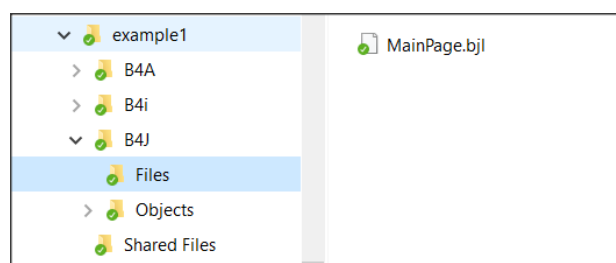 example1
B4A
B4i
B4J
Files
Objects
Shared Files
MainPage.bjl